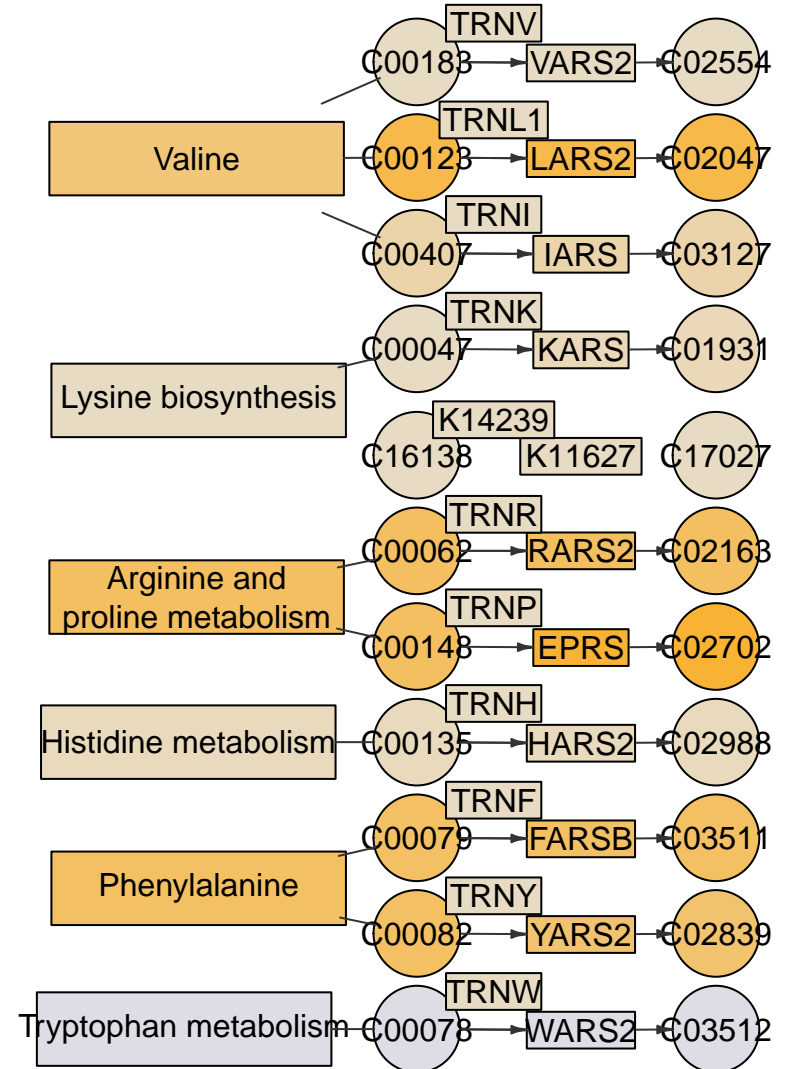 TRNV
C00183 VARS2 C02554
TRNL1
Valine C00123 LARS2 C02047
TRNI
C00407 IARS C03127
TRNK
C00047 KARS C01931
Lysine biosynthesis
K14239
C16138 K11627 C17027
TRNR
C00062 RARS2 C02163
Arginine and
proline metabolism
TRNP
C00148 EPRS C02702
TRNH
Histidine metabolism C00135 HARS2 C02988
TRNF
C00079 FARSB C03511
Phenylalanine
TRNY
C00082 YARS2 C02839
TRNW
Tryptophan metabolism C00078 WARS2 C03512